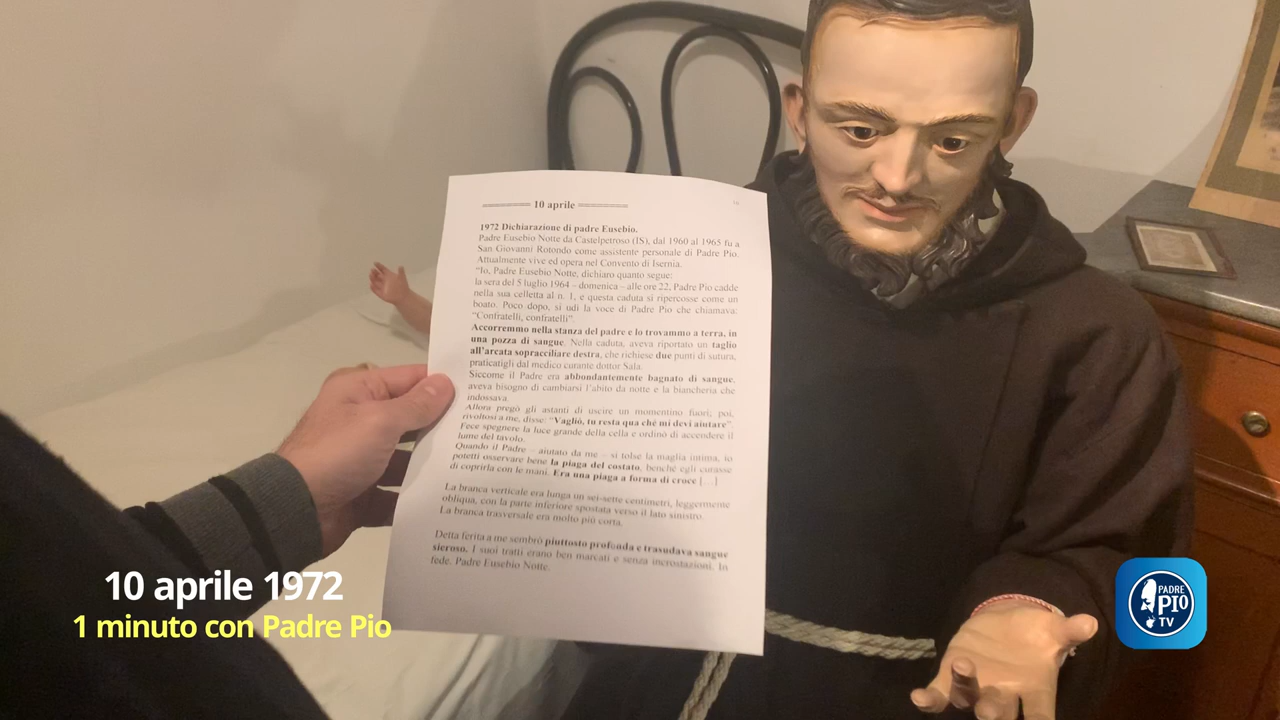 10 aprile
1972 Dichiarazione di padre Eusebio.
Padre Eusebio Notte da Castelpetroso (IS), dal 1960 al 1965 fu a
San Giovanni Rotondo come assistente personale di Padre Pio.
Attualmente vive ed opera nel Convento di Isernia.
“Io, Padre Eusebio Notte, dichiaro quanto segue:
la sera del 5 luglio 1964 – domenica – alle ore 22, Padre Pio cadde
nella sua celletta al n. 1, e questa caduta si ripercosse come un
boato. Poco dopo, si udì la voce di Padre Pio che chiamava:
“Confratelli, confratelli”.
Accorremmo nella stanza del padre e lo trovammo a terra, in
una pozza di sangue. Nella caduta, aveva riportato un taglio
all’arcata sopracciliare destra, che richiese due punti di sutura,
praticatigli dal medico curante dottor Sala.
Siccome il Padre era abbondantemente bagnato di sangue,
aveva bisogno di cambiarsi l’abito da notte e la biancheria che
indossava.
Allora pregò gli astanti di uscire un momentino fuori; poi,
rivoltosi a me, disse: “Vagliò, tu resta qua ché mi devi aiutare”.
Fece spegnere la luce grande della cella e ordinò di accendere il
lume del tavolo.
Quando il Padre – aiutato da me – si tolse la maglia intima, io
potetti osservare bene la piaga del costato, benché egli curasse
di coprirla con le mani. Era una piaga a forma di croce [...]
La branca verticale era lunga un sei-sette centimetri, leggermente
obliqua, con la parte inferiore spostata verso il lato sinistro.
La branca trasversale era molto più corta.
Detta ferita a me sembrò piuttosto profonda e trasudava sangue
sieroso. I suoi tratti erano ben marcati e senza incrostazioni. In
fede. Padre Eusebio Notte.
10 aprile 1972
1 minuto con Padre Pio
PADRE
PIO
TV